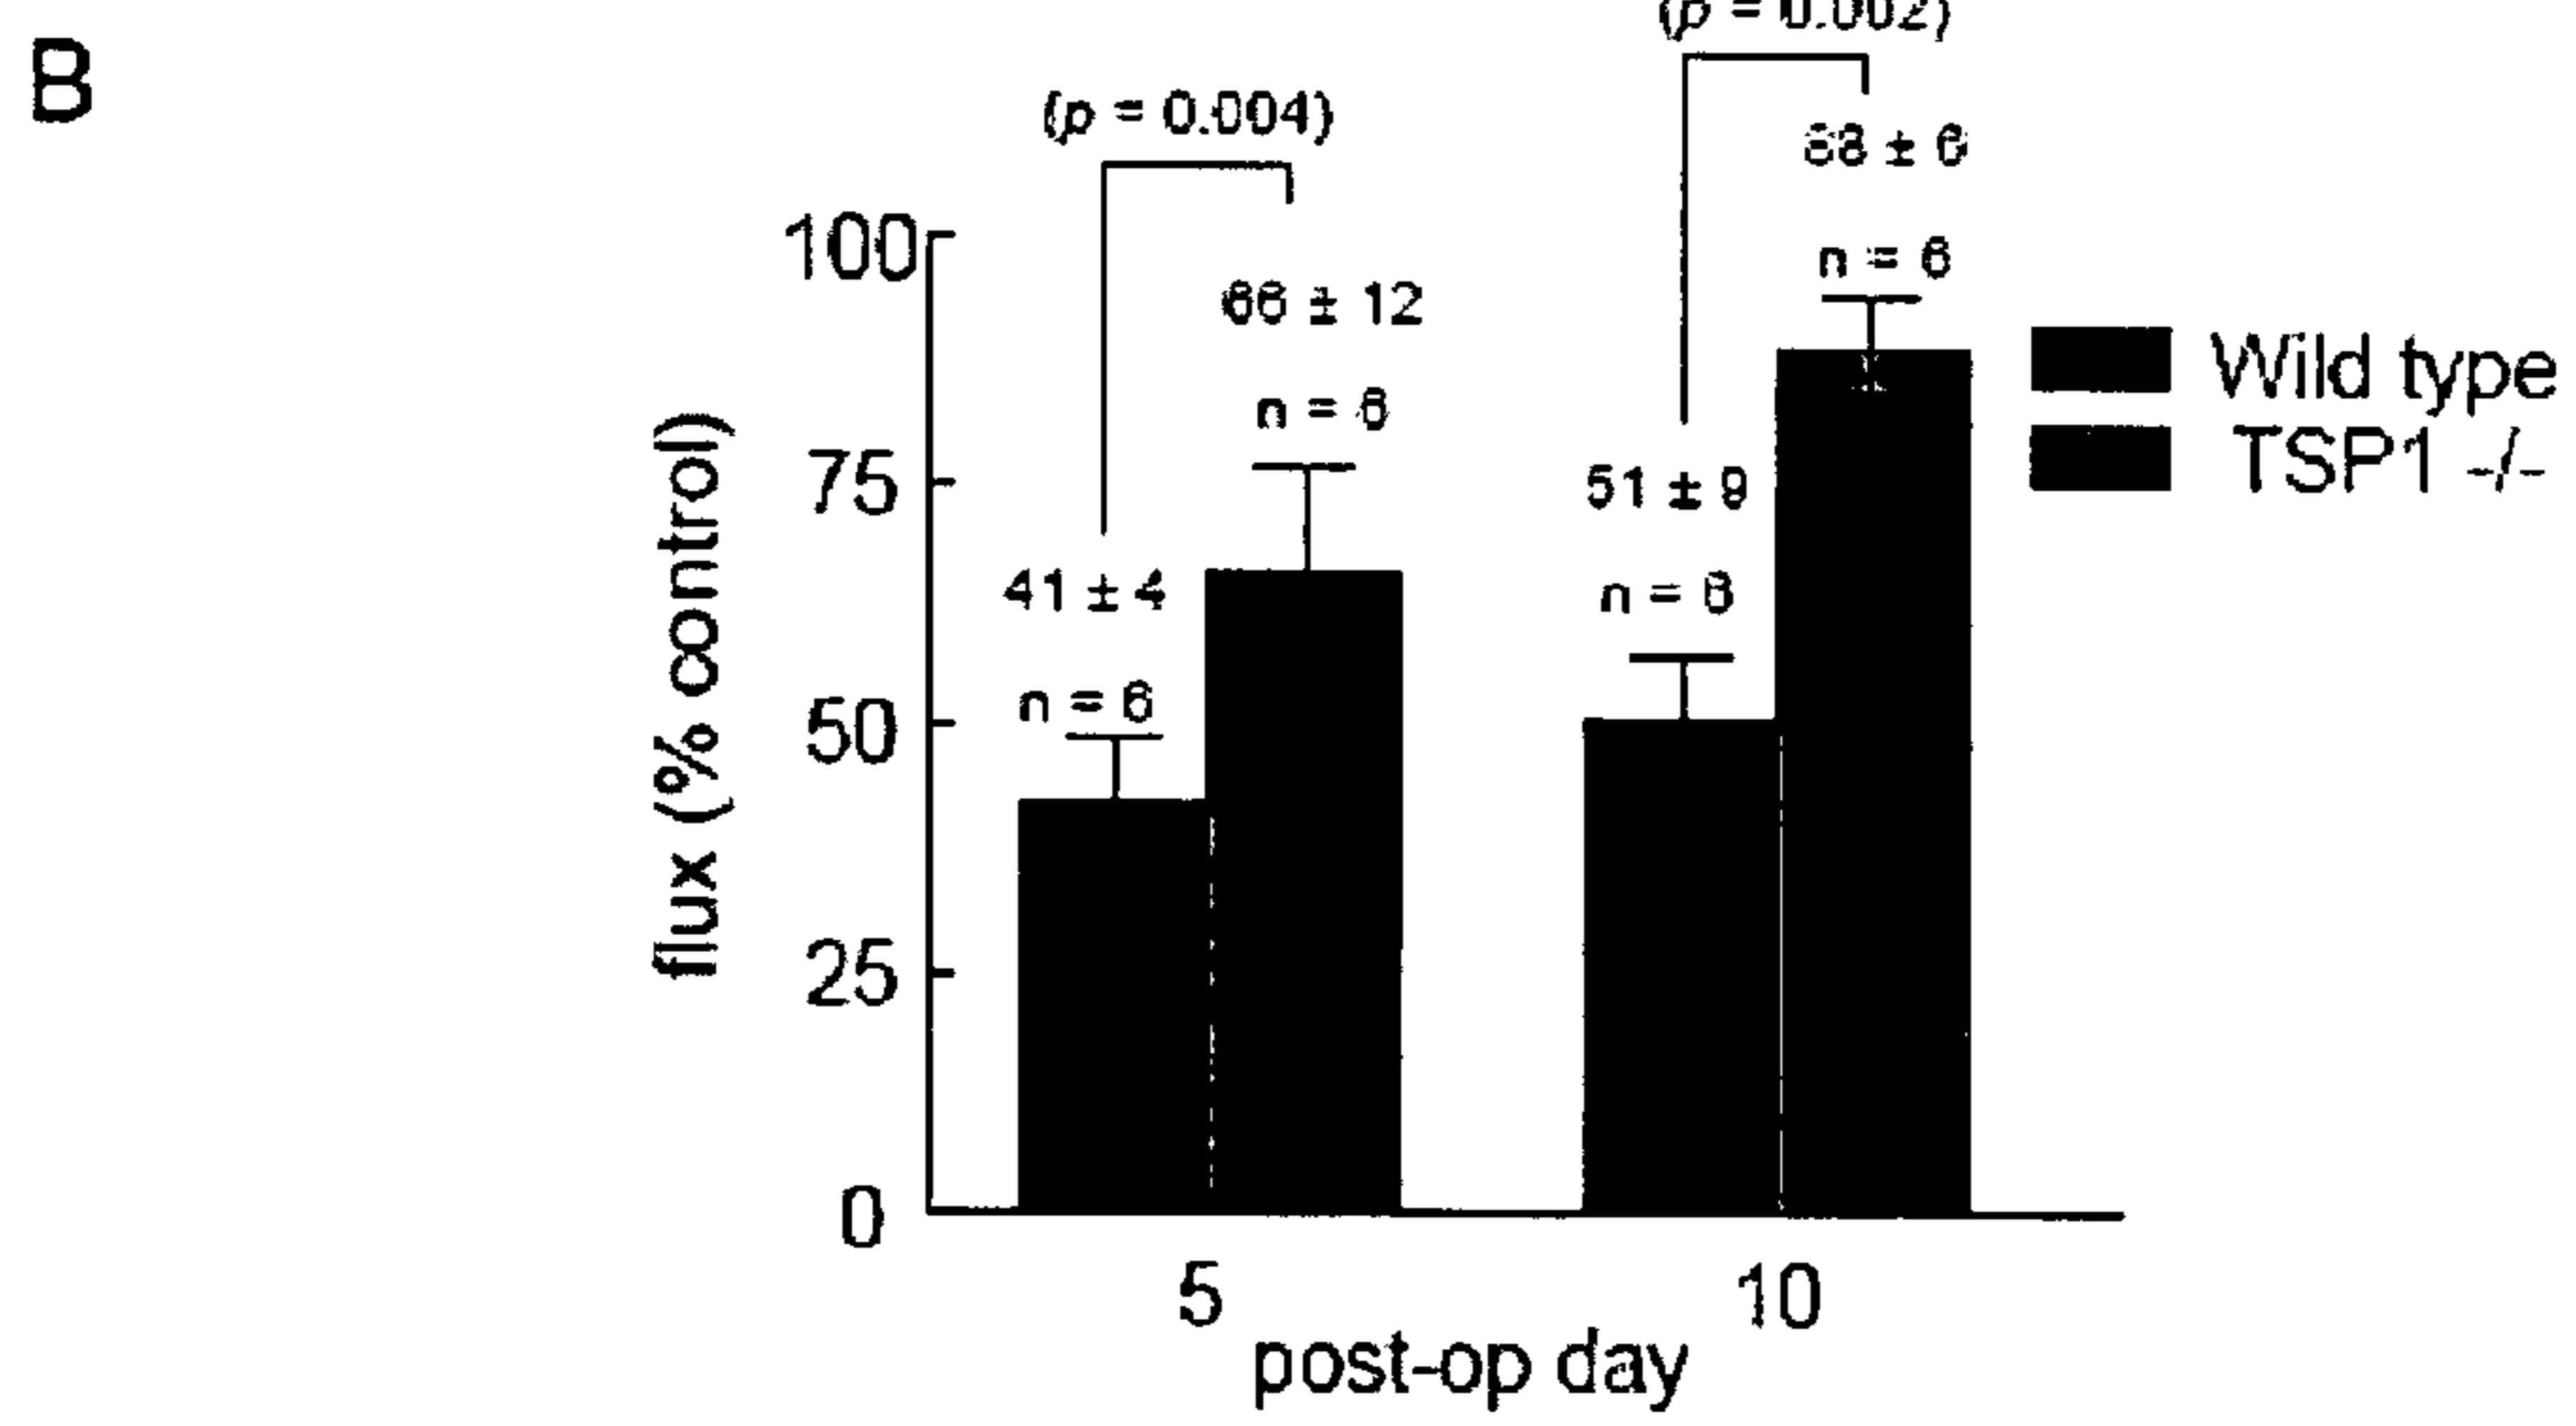 B
(p = 0.002)
(p = 0.004)
88 ± 6
100
n = 6
66 ± 12
Wild type
n = 6
TSP1 -/-
75
51 ± 9
flux (% control)
41 ± 4
n = 6
n = 6
50
25
0
5
10
post-op day